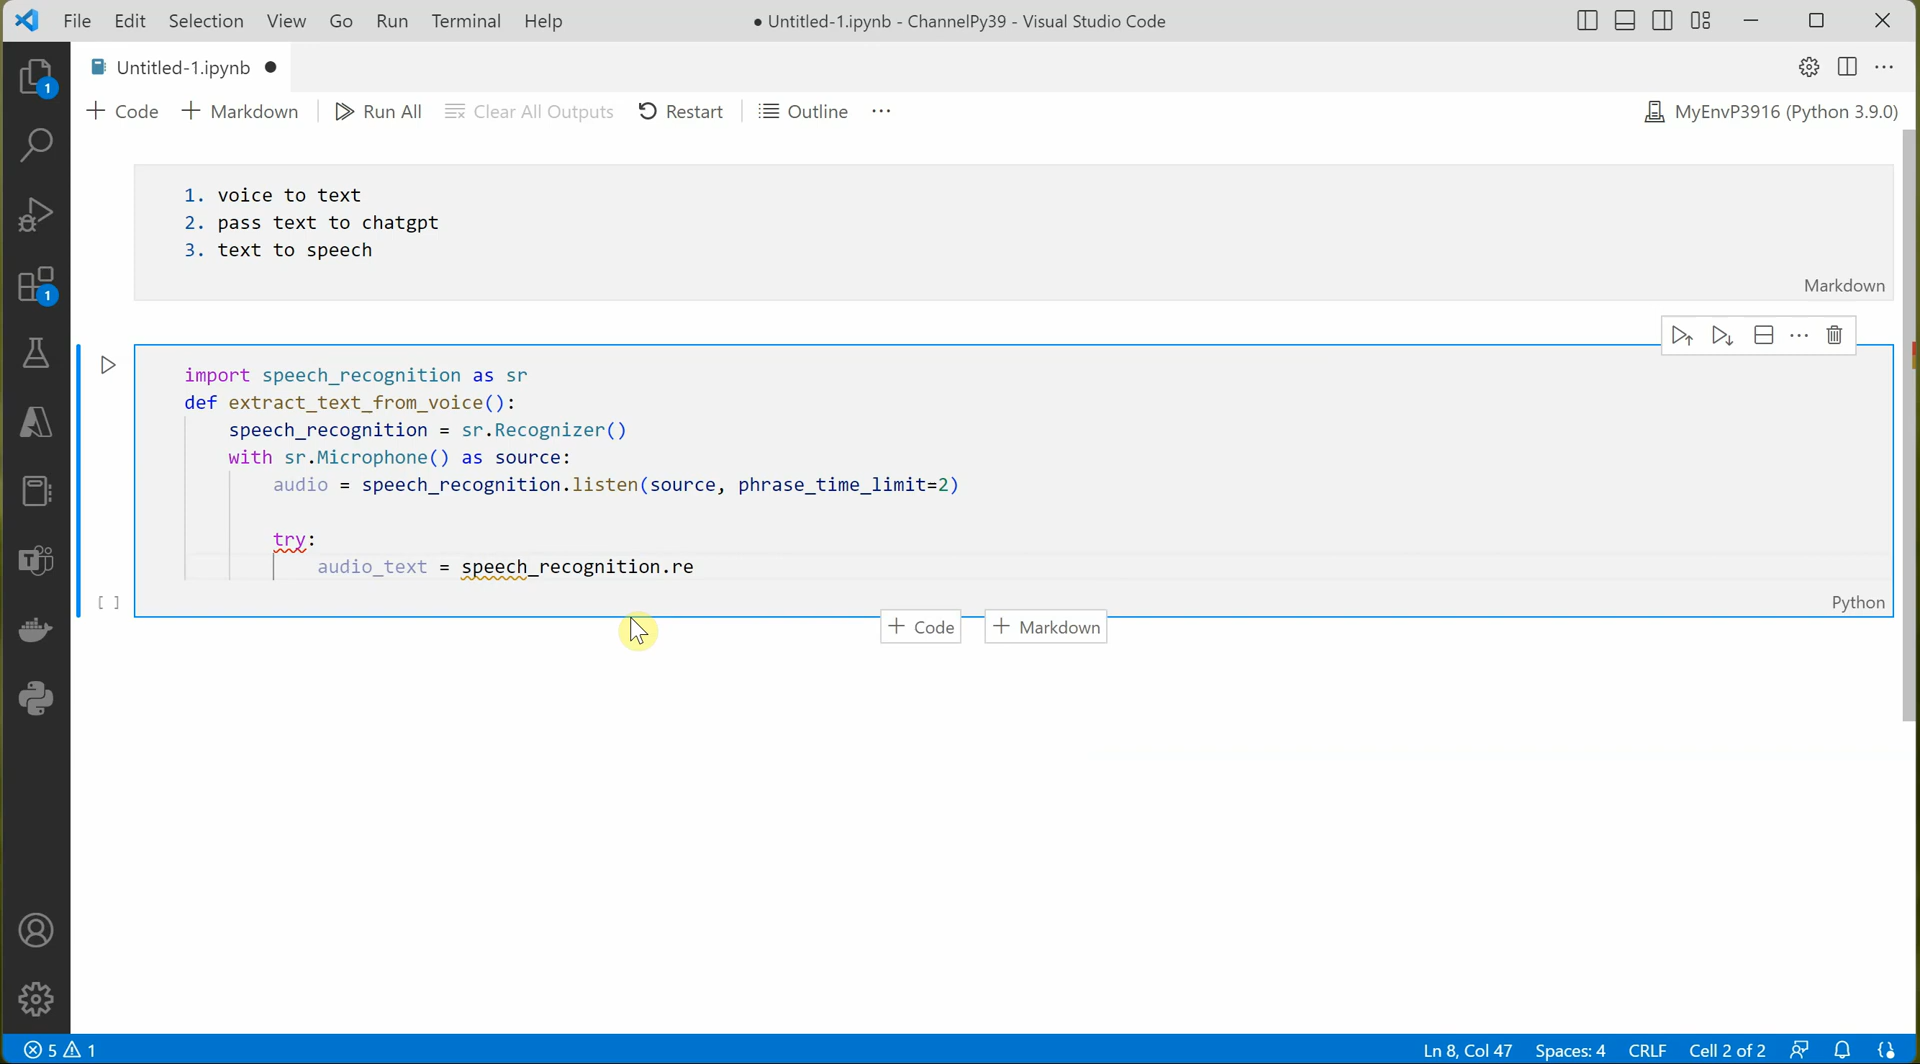 File Edit Selection View Go Run Terminal Help
● Untitled-1.ipynb - ChannelPy39 - Visual Studio Code
1
Untitled-1.ipynb ●
+ Code + Markdown Run All Clear All Outputs Restart Outline ···
MyEnvP3916 (Python 3.9.0)
1. voice to text
2. pass text to chatgpt
3. text to speech
Markdown
1
import speech_recognition as sr
def extract_text_from_voice():
    speech_recognition = sr.Recognizer()
    with sr.Microphone() as source:
        audio = speech_recognition.listen(source, phrase_time_limit=2)
        try:
            audio_text = speech_recognition.re
[ ]
Python
+ Code + Markdown
5 1
Ln 8, Col 47 Spaces: 4 CRLF Cell 2 of 2